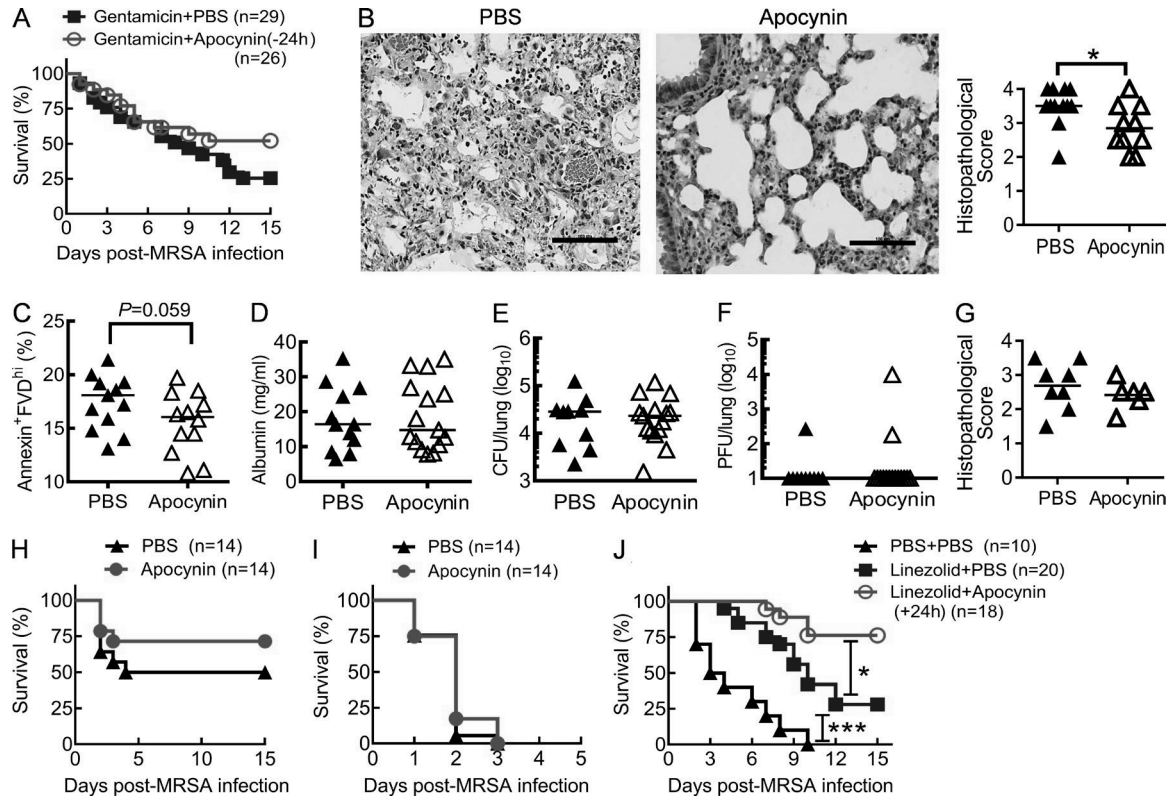 A
Gentamicin+PBS (n=29)
Gentamicin+Apocynin(-24h)
(n=26)
Survival (%)
100
75
50
25
0
0 3 6 9 12 15
Days post-MRSA infection
B
PBS
Apocynin
*
Histopathological
Score
4
3
2
1
0
PBS Apocynin
C
P=0.059
Annexin+FVDhi (%)
25
20
15
10
PBS Apocynin
D
Albumin (mg/ml)
40
30
20
10
0
PBS Apocynin
E
CFU/lung (log10)
6
5
4
3
PBS Apocynin
F
PFU/lung (log10)
5
4
3
2
1
PBS Apocynin
G
Histopathological
Score
4
3
2
1
0
PBS Apocynin
H
PBS (n=14)
Apocynin (n=14)
Survival (%)
100
75
50
25
0
0 5 10 15
Days post-MRSA infection
I
PBS (n=14)
Apocynin (n=14)
Survival (%)
100
75
50
25
0
0 1 2 3 4 5
Days post-MRSA infection
J
PBS+PBS (n=10)
Linezolid+PBS (n=20)
Linezolid+Apocynin
(+24h) (n=18)
Survival (%)
100
75
50
25
0
0 3 6 9 12 15
*
***
Days post-MRSA infection